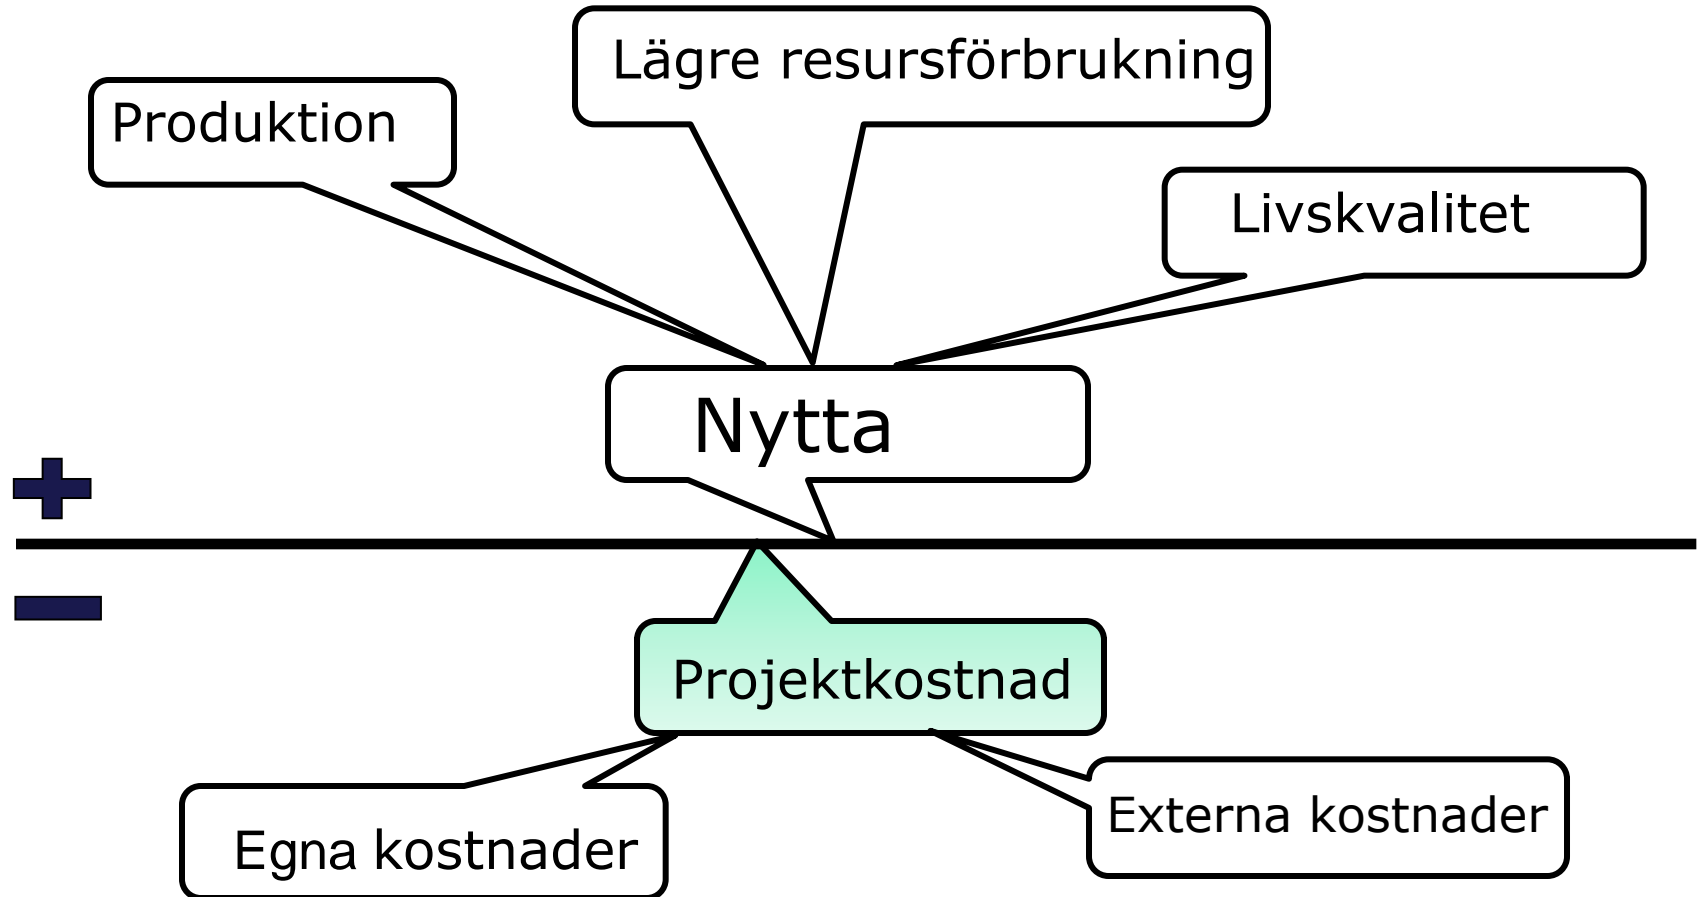 Lägre resursförbrukning
Produktion
Livskvalitet
Nytta
Projektkostnad
Externa kostnader
Egna kostnader